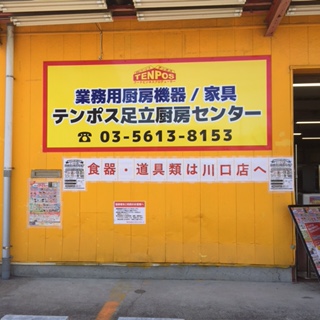 TENPOS
業務用厨房機器/家具
テンポス足立厨房センター
☎ 03-5613-8153
食器・道具類は川口店へ